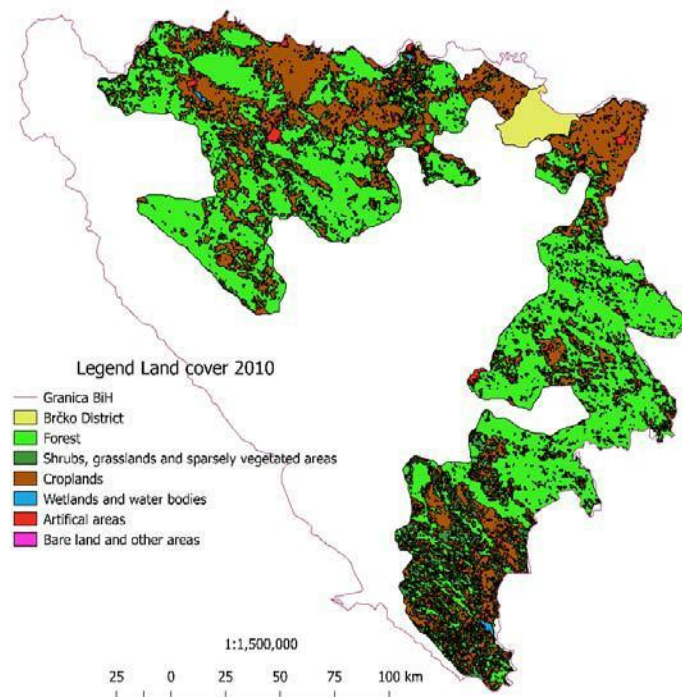 Legend Land cover 2010
Granica BiH
Brčko District
Forest
Shrubs, grasslands and sparsely vegetated areas
Croplands
Wetlands and water bodies
Artifical areas
Bare land and other areas
1:1,500,000
25 0 25 50 75 100 km